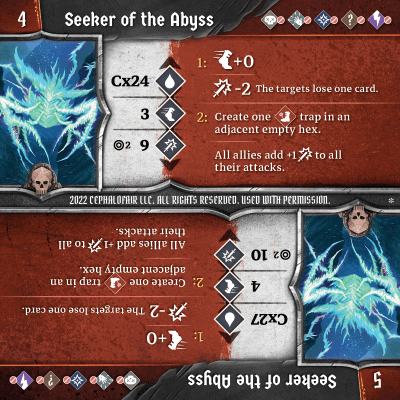 4 Seeker of the Abyss
Cx24
3
2 9
1: +0
-2 The targets lose one card.
2: Create one trap in an
adjacent empty hex.
All allies add +1 to all
their attacks.
2022 CEPHALOFAIR LLC. ALL RIGHTS RESERVED. USED WITH PERMISSION. *
5 Seeker of the Abyss
Cx27
4
2 10
1: +0
-2 The targets lose one card.
2: Create one trap in an
adjacent empty hex.
All allies add +1 to all
their attacks.